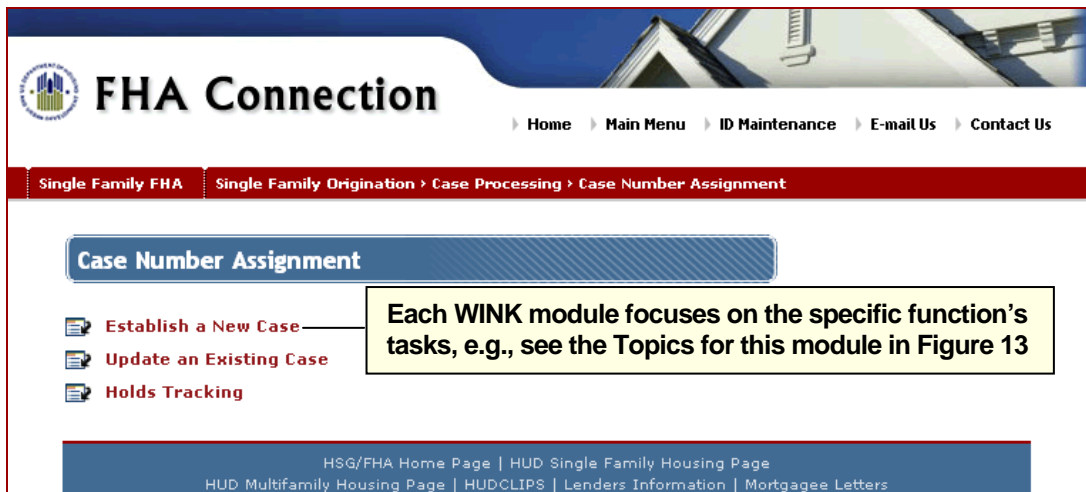 FHA Connection
Home Main Menu ID Maintenance E-mail Us Contact Us
Single Family FHA Single Family Origination > Case Processing > Case Number Assignment
Case Number Assignment
Establish a New Case
Each WINK module focuses on the specific function's
tasks, e.g., see the Topics for this module in Figure 13
Update an Existing Case
Holds Tracking
HSG/FHA Home Page | HUD Single Family Housing Page
HUD Multifamily Housing Page | HUDCLIPS | Lenders Information | Mortgagee Letters